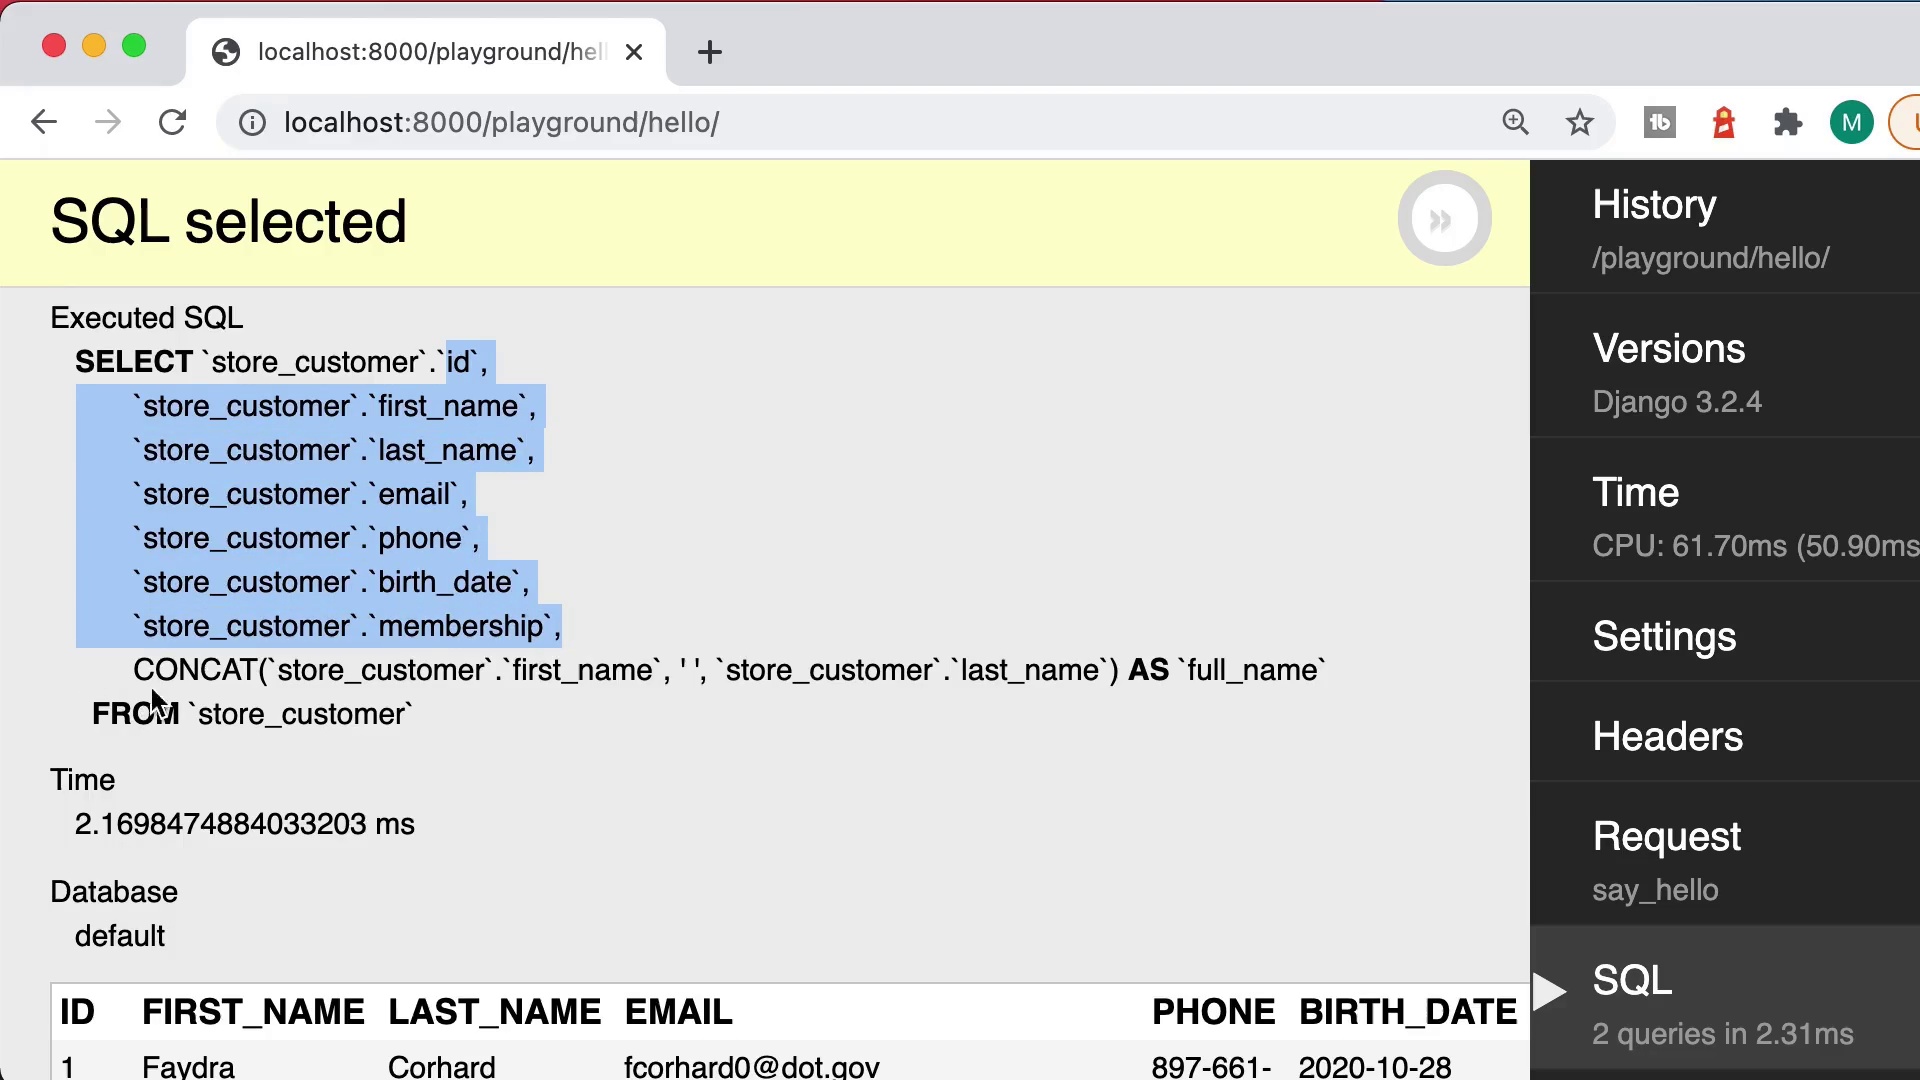 localhost:8000/playground/hel
localhost:8000/playground/hello/
M
SQL selected
»
Executed SQL
SELECT `store_customer`.`id`,
`store_customer`.`first_name`,
`store_customer`.`last_name`,
`store_customer`.`email`,
`store_customer`.`phone`,
`store_customer`.`birth_date`,
`store_customer`.`membership`,
CONCAT(`store_customer`.`first_name`, ' ', `store_customer`.`last_name`) AS `full_name`
FROM `store_customer`
Time
2.1698474884033203 ms
Database
default
ID FIRST_NAME LAST_NAME EMAIL PHONE BIRTH_DATE
1 Faydra Corhard fcorhard0@dot.gov 897-661- 2020-10-28
History
/playground/hello/
Versions
Django 3.2.4
Time
CPU: 61.70ms (50.90ms
Settings
Headers
Request
say_hello
SQL
2 queries in 2.31ms